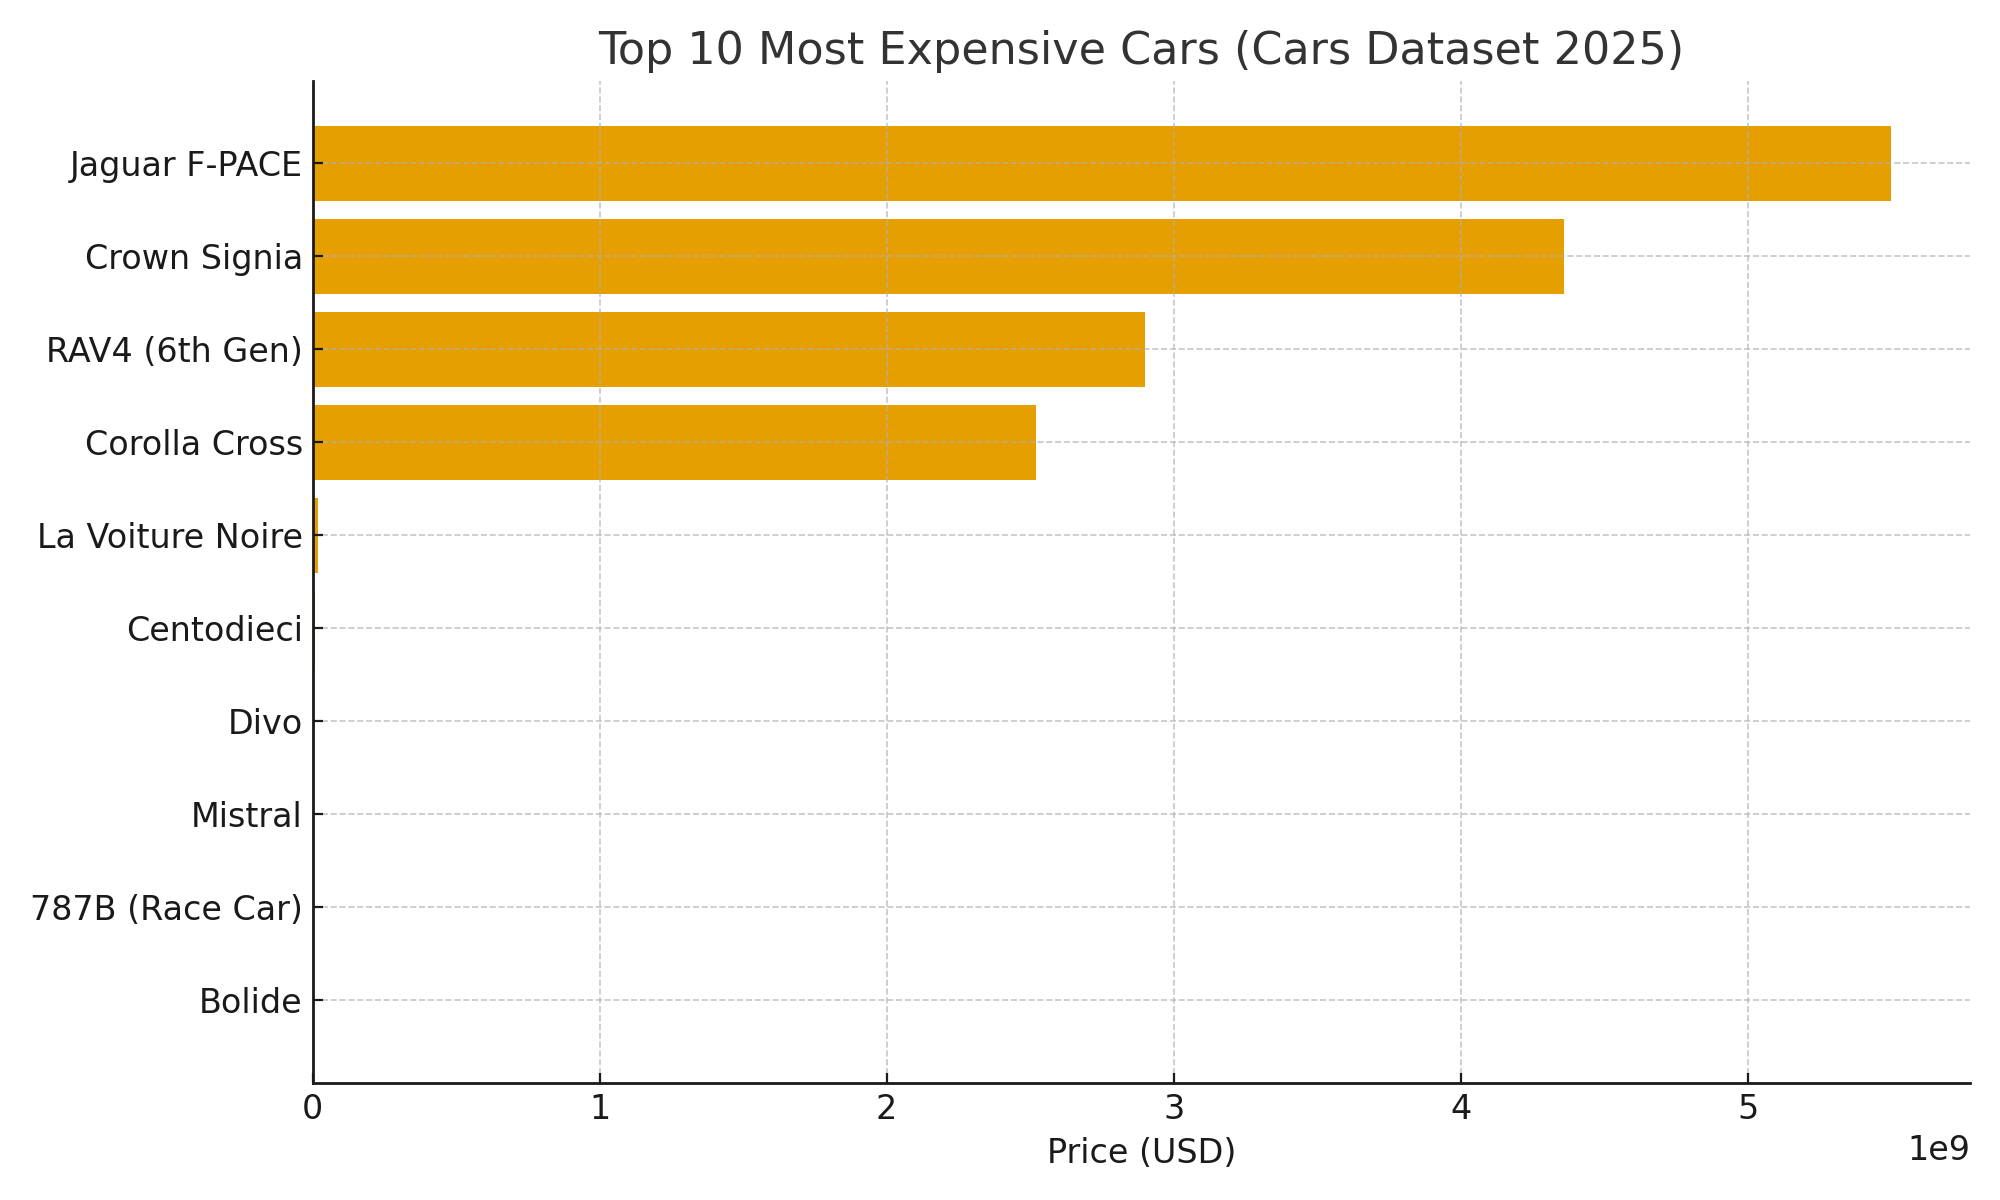 Top 10 Most Expensive Cars (Cars Dataset 2025)
Jaguar F-PACE
Crown Signia
RAV4 (6th Gen)
Corolla Cross
La Voiture Noire
Centodieci
Divo
Mistral
787B (Race Car)
Bolide
0 1 2 3 4 5
Price (USD)
1e9